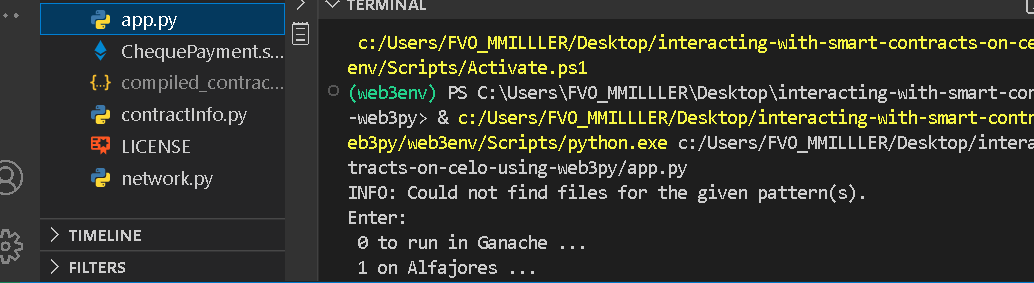 app.py
ChequePayment.s...
compiled_contrac...
contractInfo.py
LICENSE
network.py
TIMELINE
FILTERS
TERMINAL
c:/Users/FVO_MMILLLER/Desktop/interacting-with-smart-contracts-on-ce
env/Scripts/Activate.ps1
(web3env) PS C:\Users\FVO_MMILLLER\Desktop\interacting-with-smart-con
-web3py> & c:/Users/FVO_MMILLLER/Desktop/interacting-with-smart-contr
eb3py/web3env/Scripts/python.exe c:/Users/FVO_MMILLLER/Desktop/intera
tracts-on-celo-using-web3py/app.py
INFO: Could not find files for the given pattern(s).
Enter:
0 to run in Ganache ...
1 on Alfajores ...